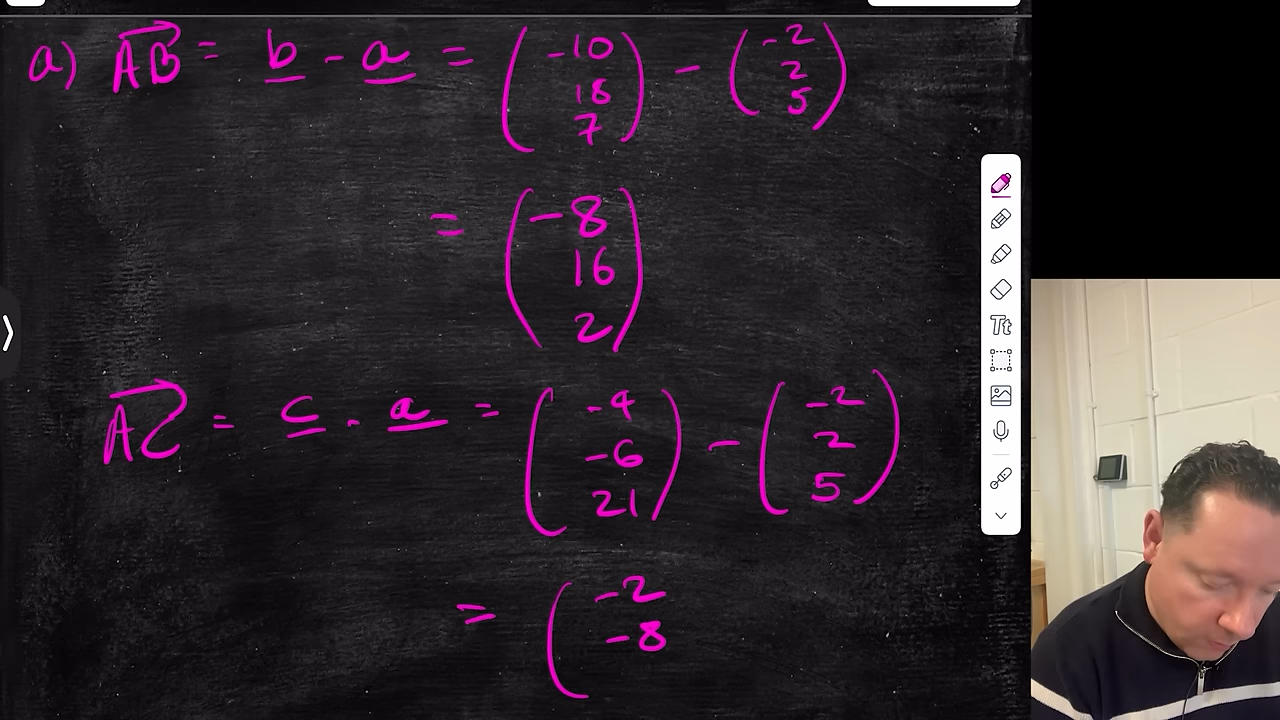 a) AB = b - a = ( -10 ) - ( -2 )
18 2
7 5
= ( -8 )
16
2
AC = c - a = ( -4 ) - ( -2 )
-6 2
21 5
= ( -2
-8
Tt